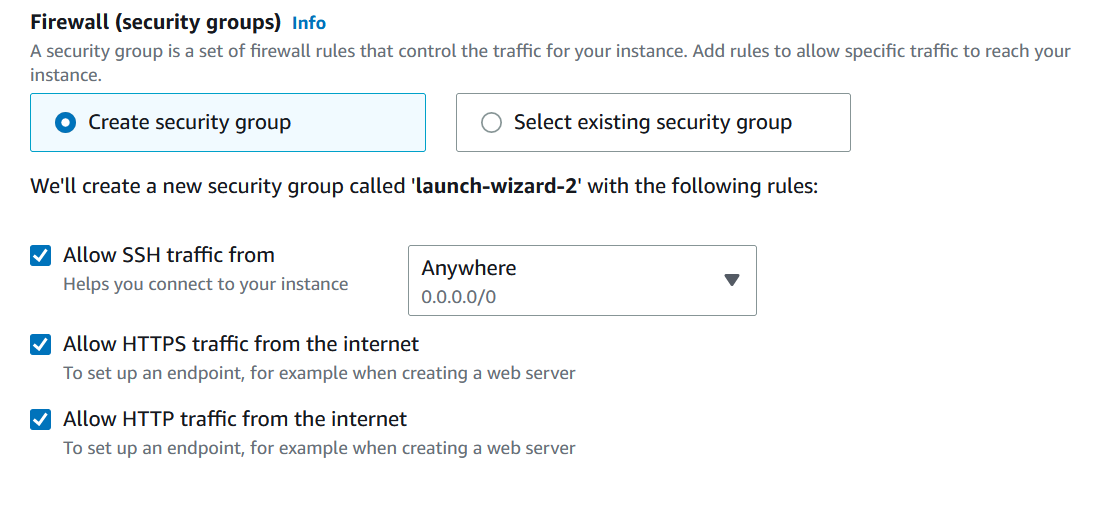 Firewall (security groups) Info
A security group is a set of firewall rules that control the traffic for your instance. Add rules to allow specific traffic to reach your
instance.
Create security group
Select existing security group
We'll create a new security group called 'launch-wizard-2' with the following rules:
Allow SSH traffic from
Helps you connect to your instance
Anywhere
0.0.0.0/0
Allow HTTPS traffic from the internet
To set up an endpoint, for example when creating a web server
Allow HTTP traffic from the internet
To set up an endpoint, for example when creating a web server